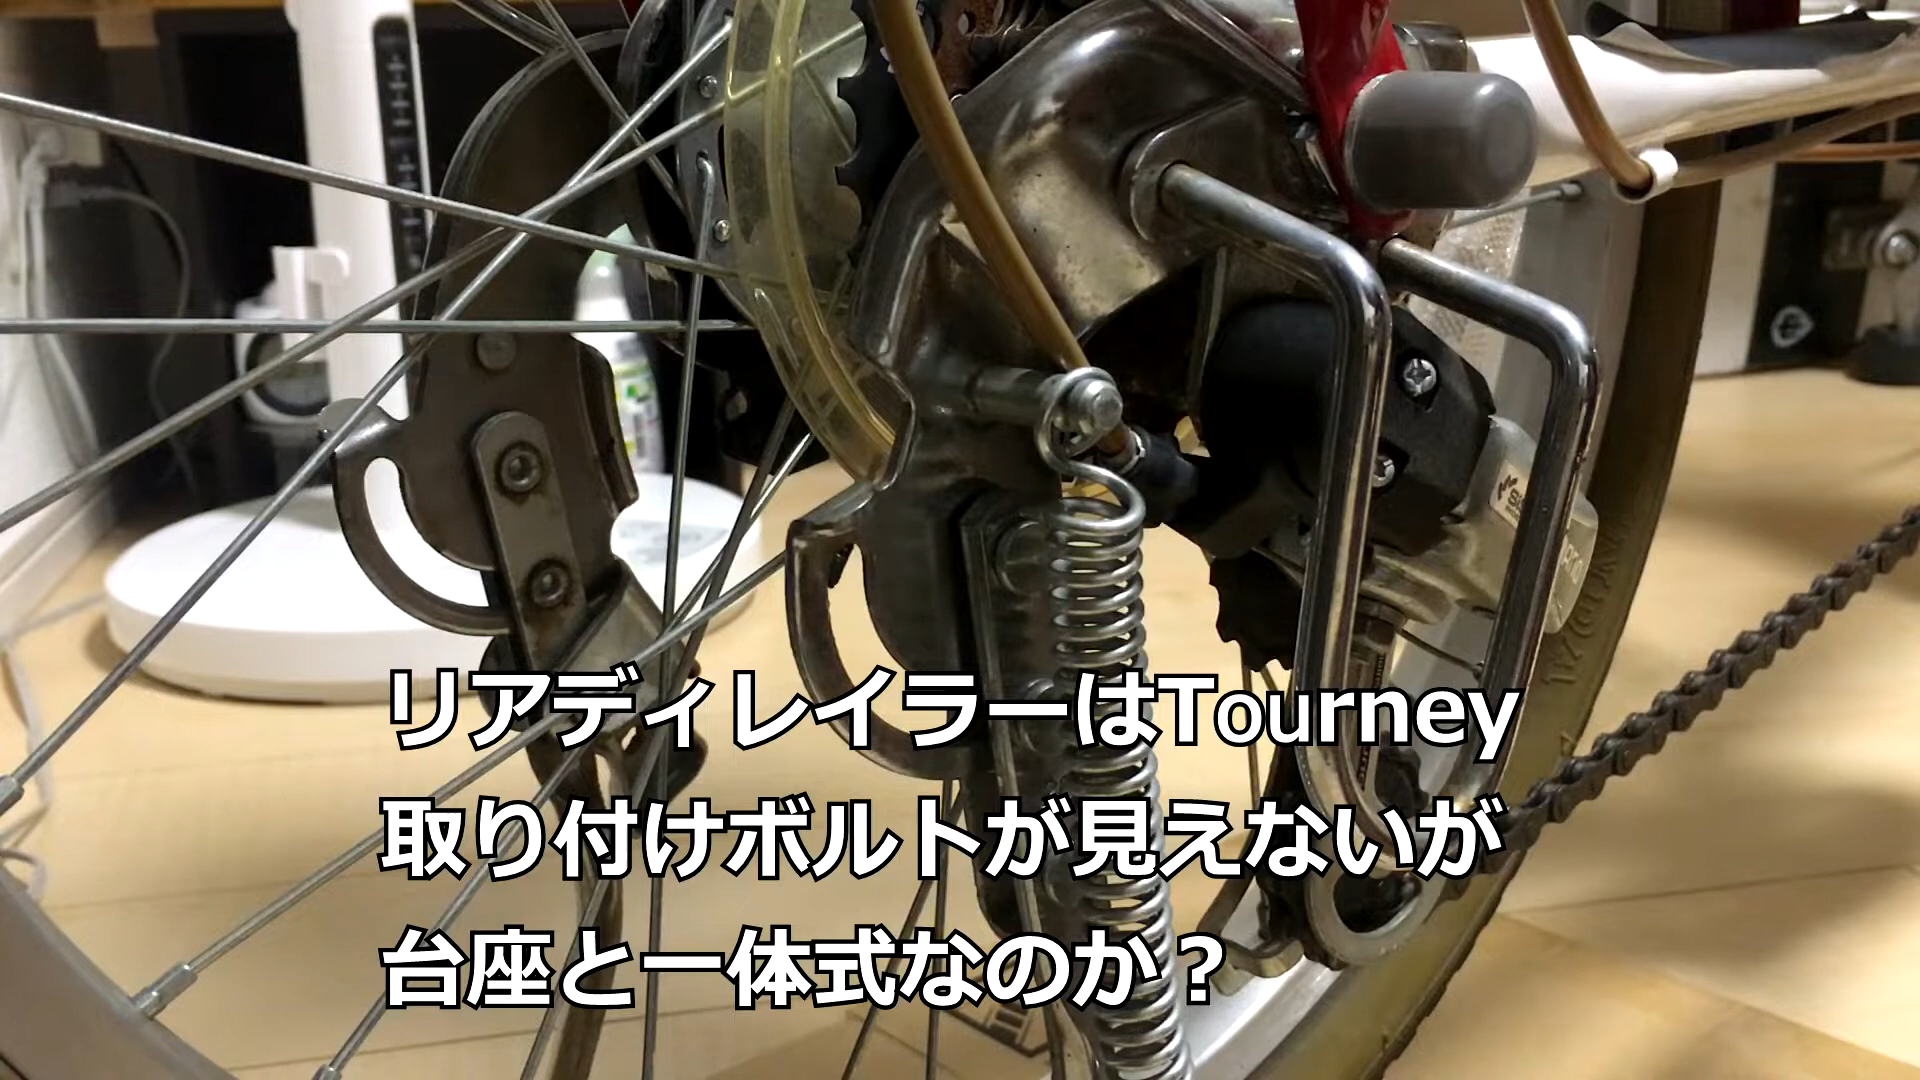 リアディレイラーはTourney
取り付けボルトが見えないが
台座と一体式なのか？